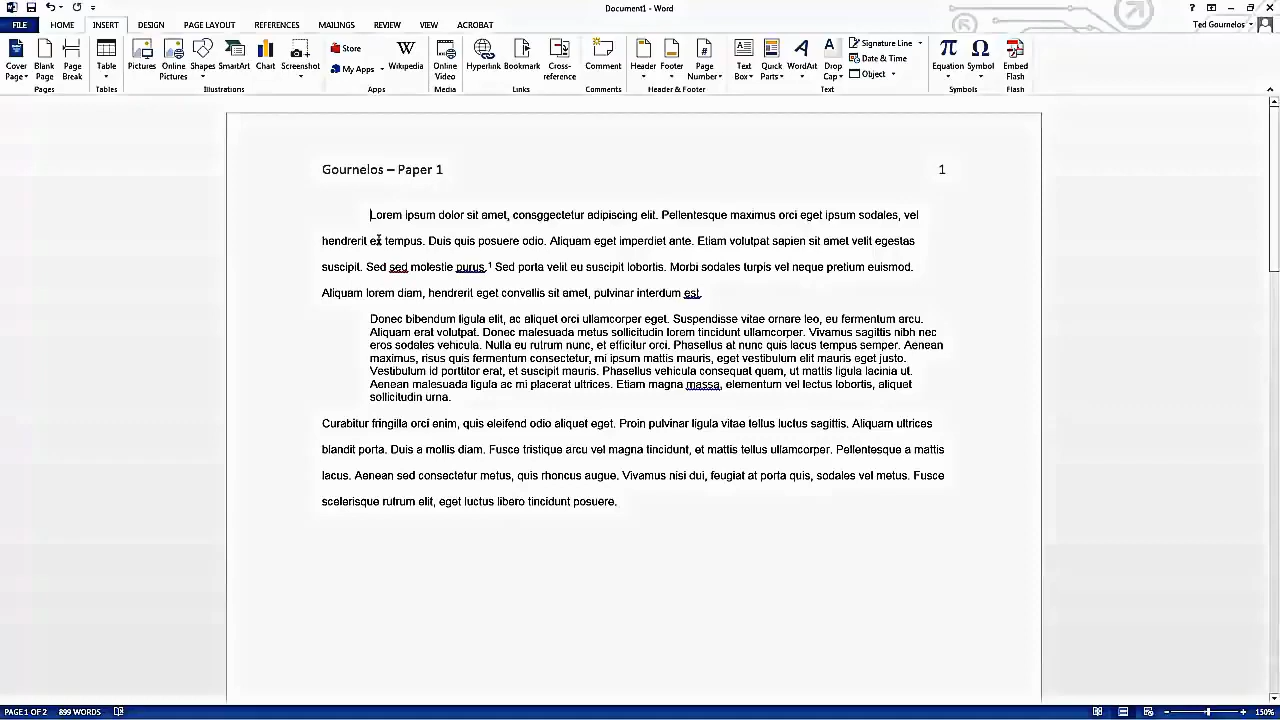 Document1 - Word
FILE HOME INSERT DESIGN PAGE LAYOUT REFERENCES MAILINGS REVIEW VIEW ACROBAT Ted Gournelos
Cover Page Blank Page Page Break Table Pictures Online Pictures Shapes SmartArt Chart Screenshot Store My Apps Wikipedia Online Video Hyperlink Bookmark Cross-reference Comment Header Footer Page Number Text Box Quick Parts WordArt Drop Cap Signature Line Date & Time Object Equation Symbol Embed Flash
Pages Tables Illustrations Apps Media Links Comments Header & Footer Text Symbols Flash
Gournelos – Paper 1 1
Lorem ipsum dolor sit amet, consggectetur adipiscing elit. Pellentesque maximus orci eget ipsum sodales, vel
hendrerit ex tempus. Duis quis posuere odio. Aliquam eget imperdiet ante. Etiam volutpat sapien sit amet velit egestas
suscipit. Sed sed molestie purus.¹ Sed porta velit eu suscipit lobortis. Morbi sodales turpis vel neque pretium euismod.
Aliquam lorem diam, hendrerit eget convallis sit amet, pulvinar interdum est.
Donec bibendum ligula elit, ac aliquet orci ullamcorper eget. Suspendisse vitae ornare leo, eu fermentum arcu.
Aliquam erat volutpat. Donec malesuada metus sollicitudin lorem tincidunt ullamcorper. Vivamus sagittis nibh nec
eros sodales vehicula. Nulla eu rutrum nunc, et efficitur orci. Phasellus at nunc quis lacus tempus semper. Aenean
maximus, risus quis fermentum consectetur, mi ipsum mattis mauris, eget vestibulum elit mauris eget justo.
Vestibulum id porttitor erat, et suscipit mauris. Phasellus vehicula consequat quam, ut mattis ligula lacinia ut.
Aenean malesuada ligula ac mi placerat ultrices. Etiam magna massa, elementum vel lectus lobortis, aliquet
sollicitudin urna.
Curabitur fringilla orci enim, quis eleifend odio aliquet eget. Proin pulvinar ligula vitae tellus luctus sagittis. Aliquam ultrices
blandit porta. Duis a mollis diam. Fusce tristique arcu vel magna tincidunt, et mattis tellus ullamcorper. Pellentesque a mattis
lacus. Aenean sed consectetur metus, quis rhoncus augue. Vivamus nisi dui, feugiat at porta quis, sodales vel metus. Fusce
scelerisque rutrum elit, eget luctus libero tincidunt posuere.
PAGE 1 OF 2 899 WORDS 150%